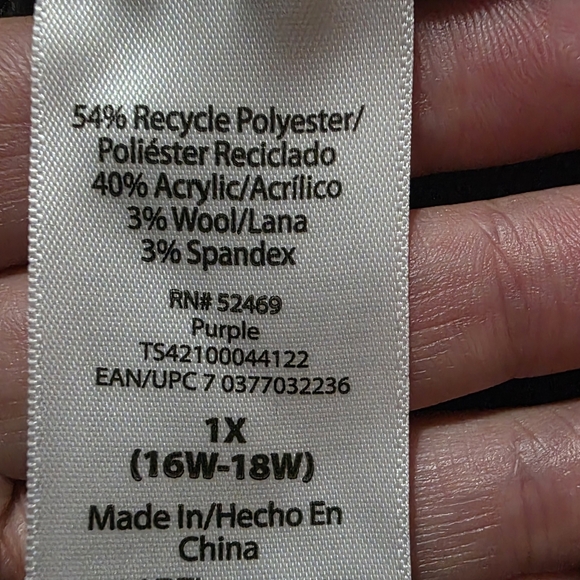 54% Recycle Polyester/
Poliéster Reciclado
40% Acrylic/Acrílico
3% Wool/Lana
3% Spandex
RN# 52469
Purple
TS42100044122
EAN/UPC 7 0377032236
1X
(16W-18W)
Made In/Hecho En
China